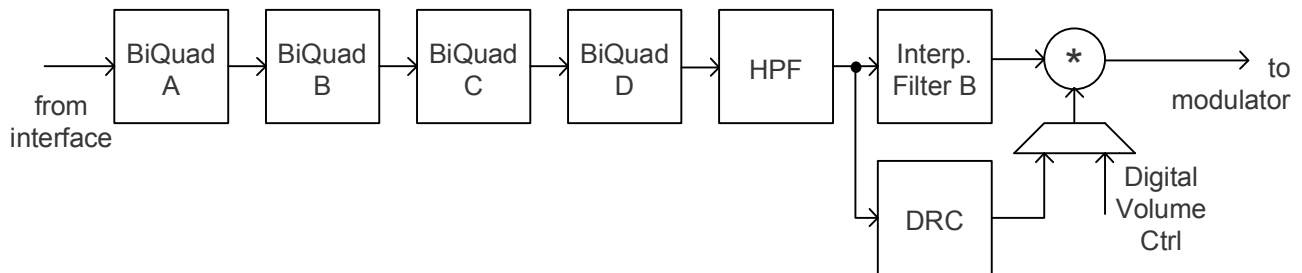 from
interface
BiQuad
A
BiQuad
B
BiQuad
C
BiQuad
D
HPF
Interp.
Filter B
*
to
modulator
DRC
Digital
Volume
Ctrl